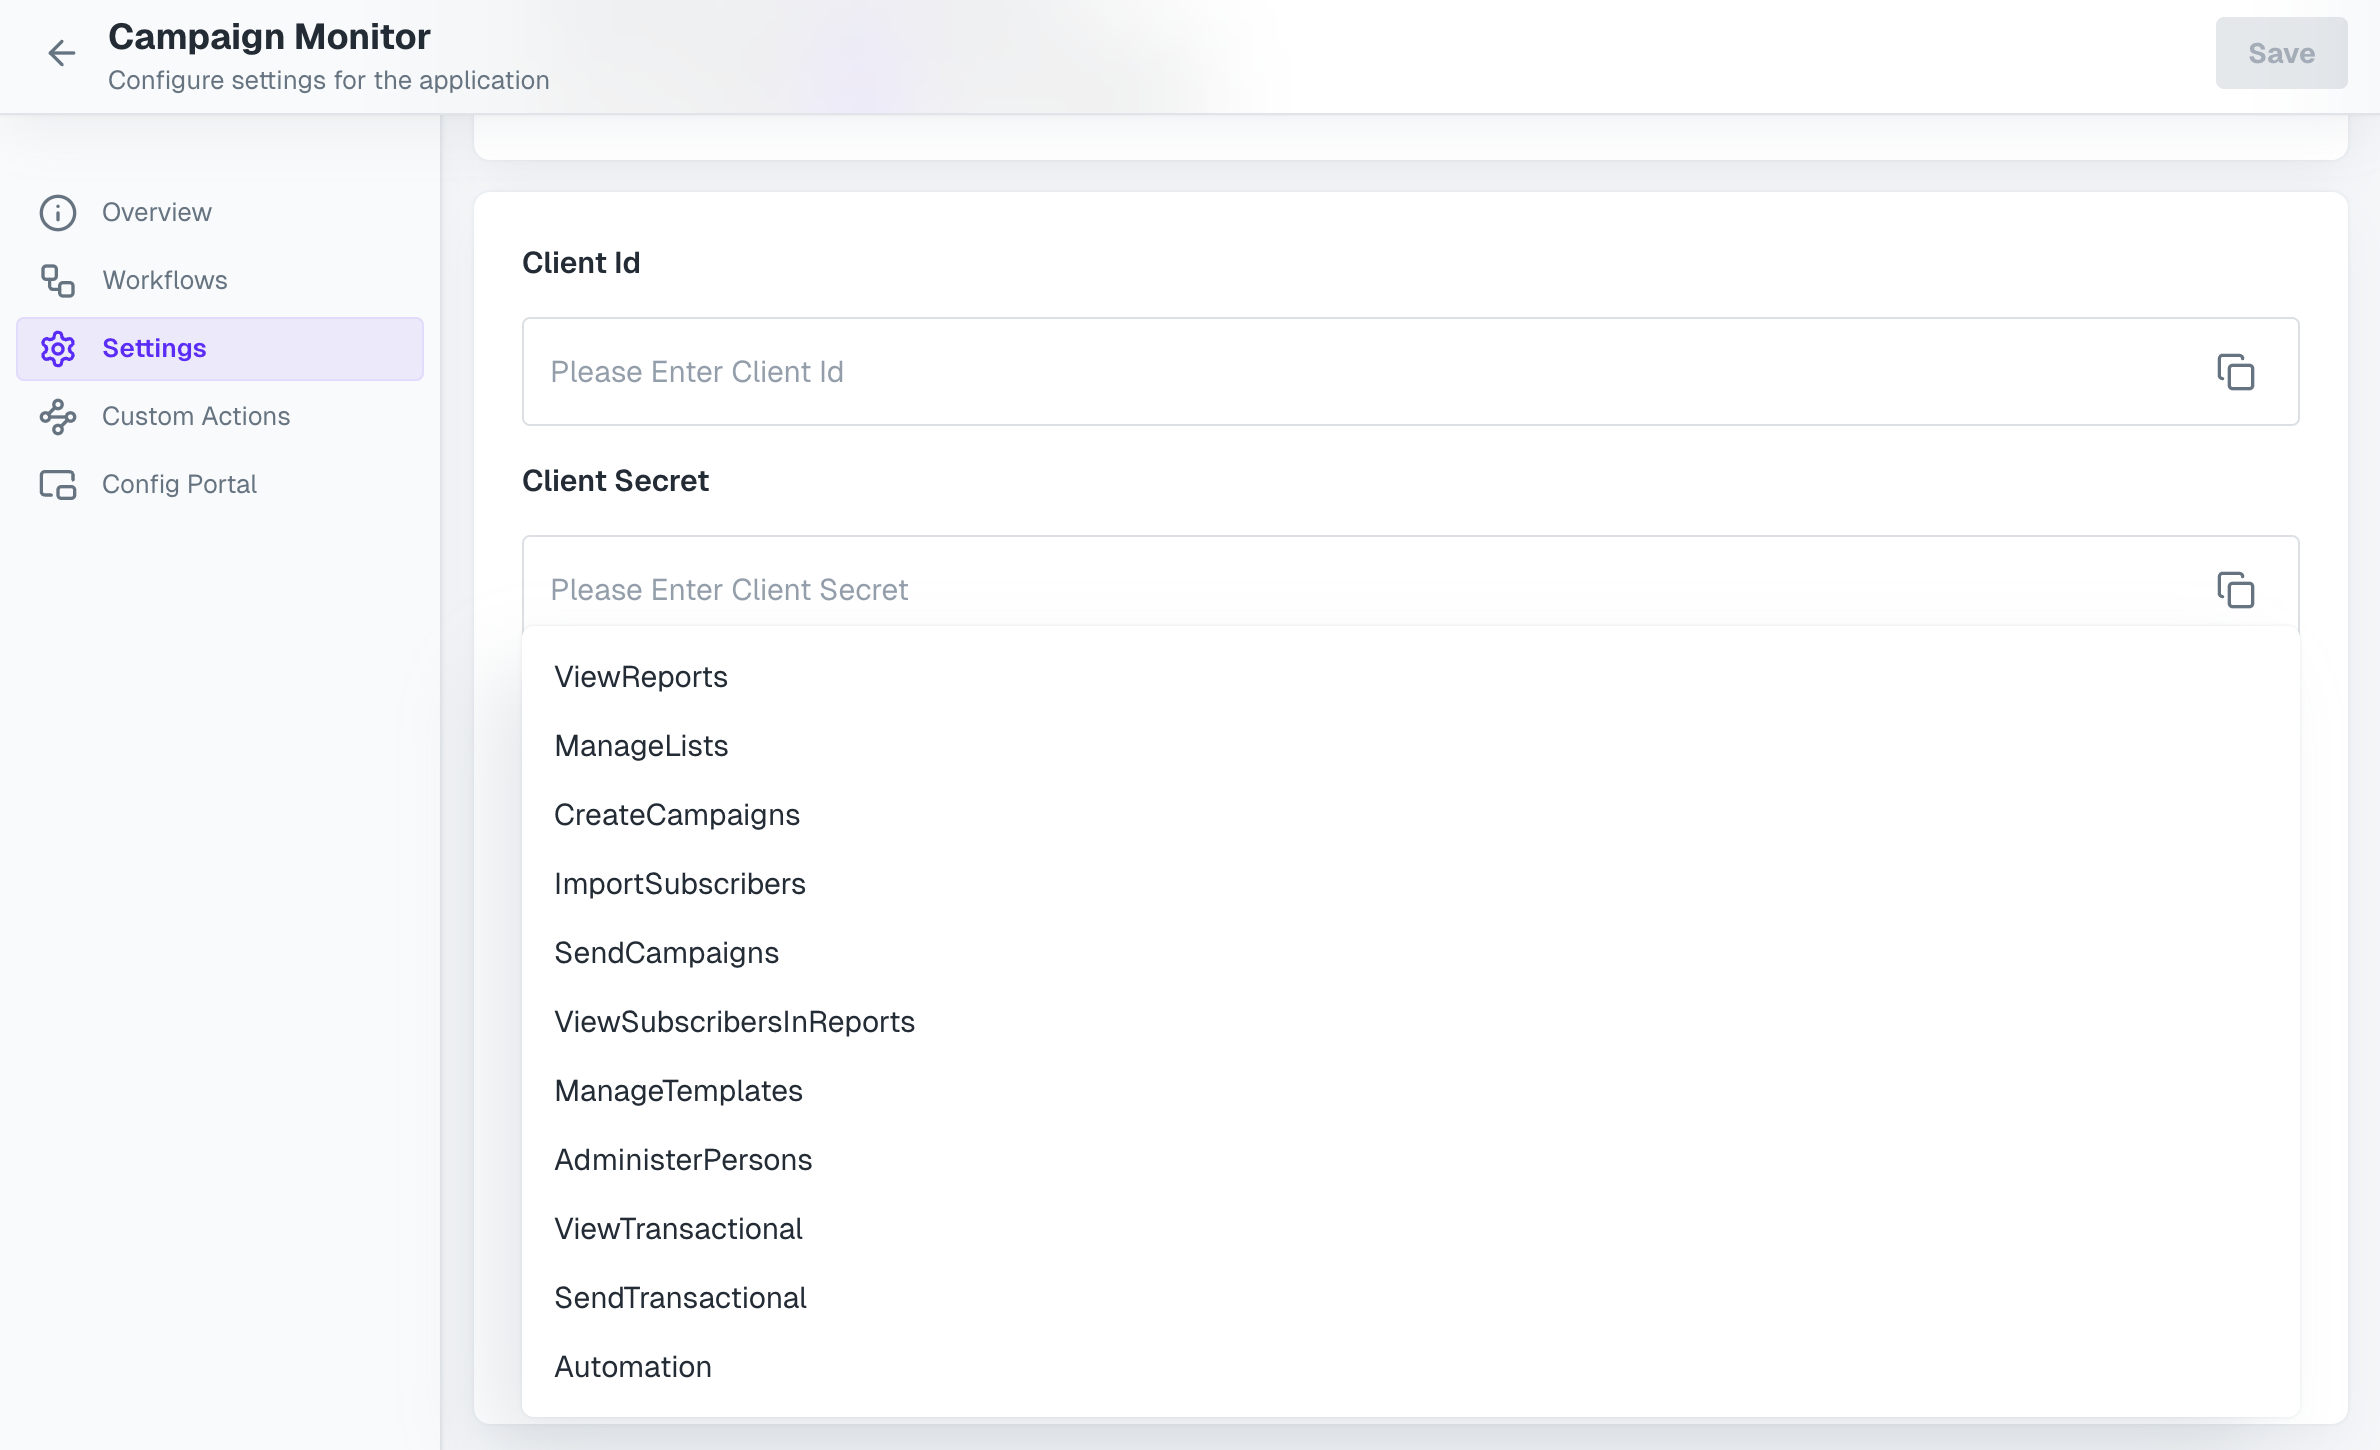 Campaign Monitor
Configure settings for the application
Save
Overview
Workflows
Settings
Custom Actions
Config Portal
Client Id
Please Enter Client Id
Client Secret
Please Enter Client Secret
ViewReports
ManageLists
CreateCampaigns
ImportSubscribers
SendCampaigns
ViewSubscribersInReports
ManageTemplates
AdministerPersons
ViewTransactional
SendTransactional
Automation